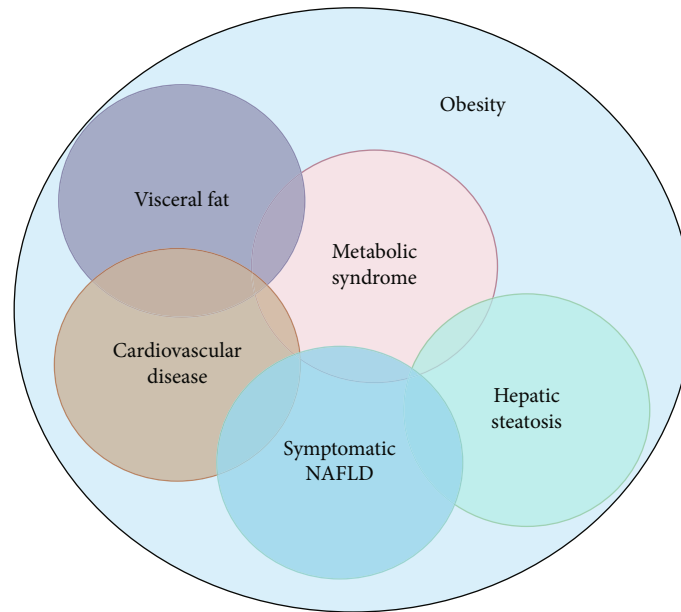 Obesity
Visceral fat
Metabolic
syndrome
Cardiovascular
disease
Hepatic
steatosis
Symptomatic
NAFLD